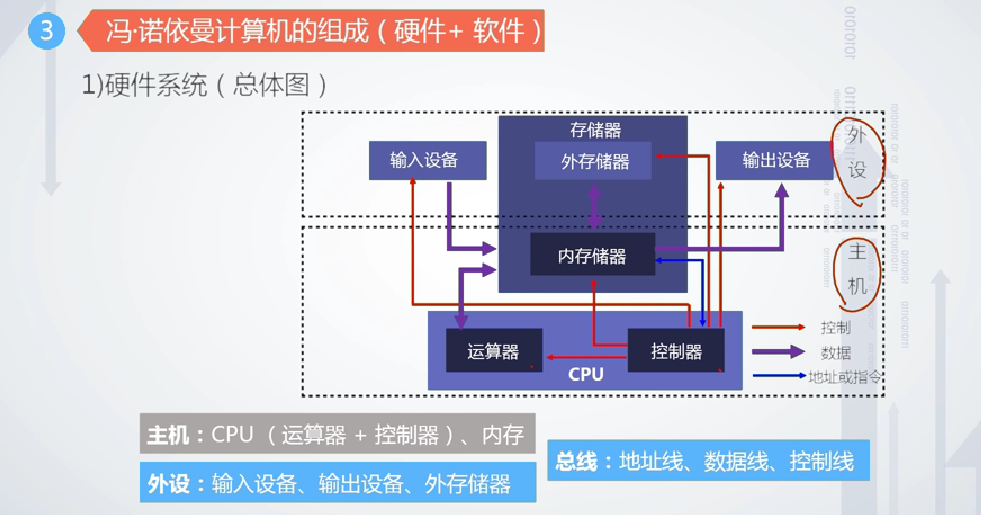 3
冯·诺依曼计算机的组成（硬件+ 软件）
1)硬件系统（总体图）
存储器
外设
输入设备
外存储器
输出设备
主机
内存储器
控制
运算器
控制器
数据
CPU
地址或指令
主机：CPU （运算器 + 控制器）、内存
总线：地址线、数据线、控制线
外设：输入设备、输出设备、外存储器